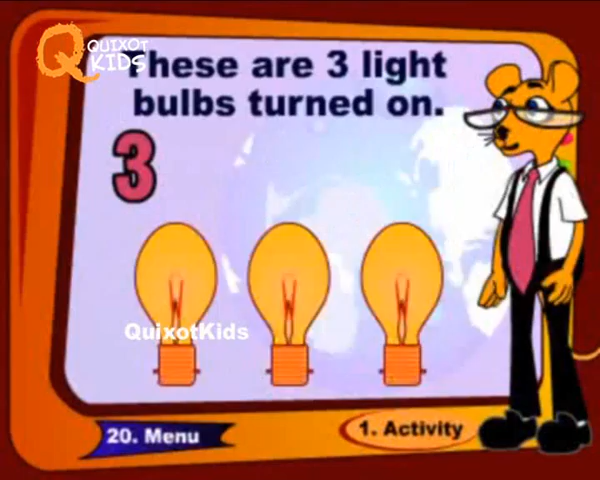 QUIXOT
KIDS
These are 3 light
bulbs turned on.
3
QuixotKids
20. Menu
1. Activity